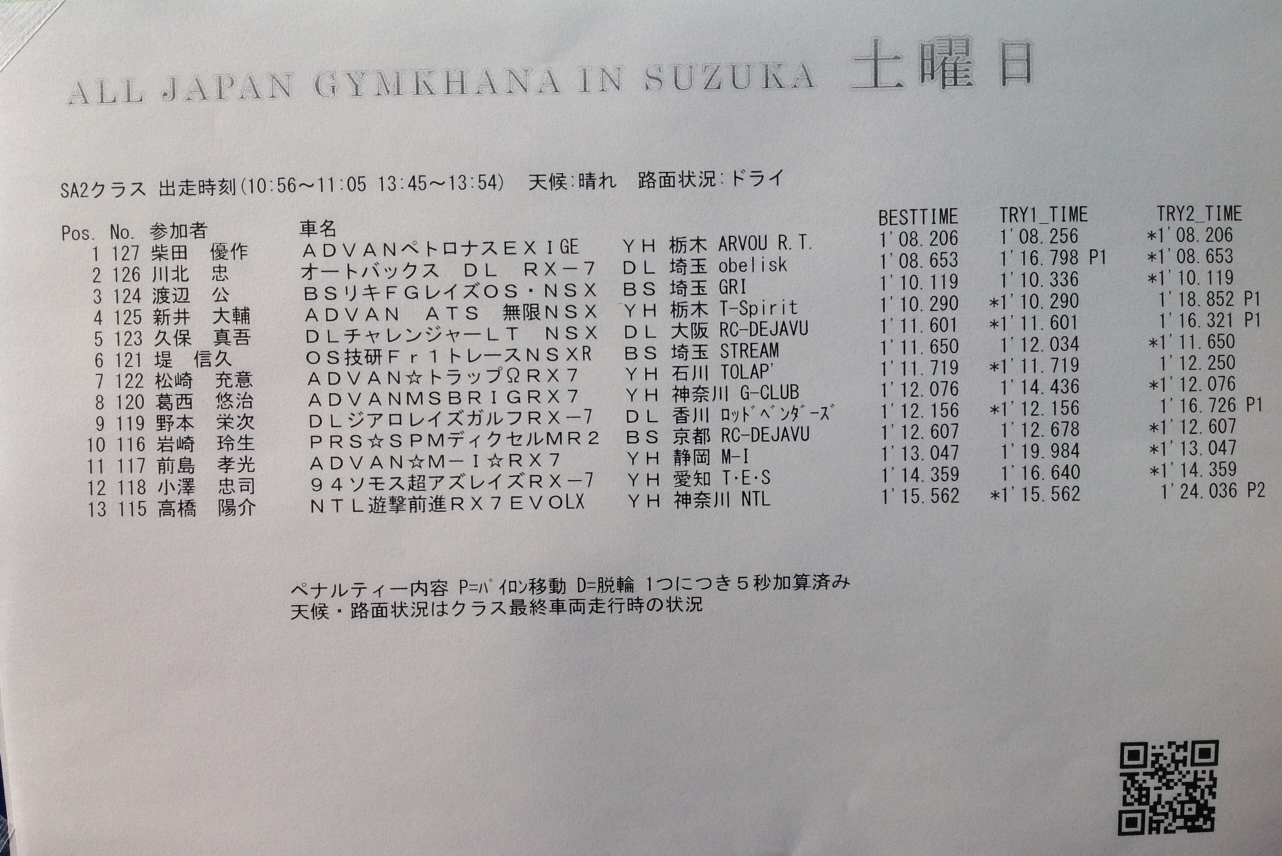 ALL JAPAN GYMKHANA IN SUZUKA 土曜日
SA2クラス 出走時刻(10:56～11:05 13:45～13:54) 天候:晴れ 路面状況:ドライ
Pos. No. 参加者 車名 BESTTIME TRY1_TIME TRY2_TIME
1 127 柴田 優作 ADVANペトロナスEXIGE YH 栃木 ARVOU R.T. 1'08.206 1'08.256 *1'08.206
2 126 川北 忠 オートバックス DL RX−7 DL 埼玉 obelisk 1'08.653 1'16.798 P1 *1'08.653
3 124 渡辺 公 BSリキFGレイズOS・NSX BS 埼玉 GRI 1'10.119 1'10.336 *1'10.119
4 125 新井 大輔 ADVAN ATS 無限NSX YH 栃木 T-Spirit 1'10.290 *1'10.290 1'18.852 P1
5 123 久保 真吾 DLチャレンジャーLT NSX DL 大阪 RC-DEJAVU 1'11.601 *1'11.601 1'16.321 P1
6 121 堤 信久 OS技研Fr1トレースNSXR BS 埼玉 STREAM 1'11.650 1'12.034 *1'11.650
7 122 松崎 充意 ADVAN☆トラップΩRX7 YH 石川 TOLAP' 1'11.719 *1'11.719 1'12.250
8 120 葛西 悠治 ADVANMSBRIGRX7 YH 神奈川 G-CLUB 1'12.076 1'14.436 *1'12.076
9 119 野本 栄次 DLジアロレイズガルフRX−7 DL 香川 ﾛｯﾄﾞﾍﾞﾝﾀﾞｰｽﾞ 1'12.156 *1'12.156 1'16.726 P1
10 116 岩崎 玲生 PRS☆SPMディクセルMR2 BS 京都 RC-DEJAVU 1'12.607 1'12.678 *1'12.607
11 117 前島 孝光 ADVAN☆M−I☆RX7 YH 静岡 M-I 1'13.047 1'19.984 *1'13.047
12 118 小澤 忠司 94ソモス超アズレイズRX−7 YH 愛知 T･E･S 1'14.359 1'16.640 *1'14.359
13 115 高橋 陽介 NTL遊撃前進RX7EVOLX YH 神奈川 NTL 1'15.562 *1'15.562 1'24.036 P2
ペナルティー内容 P=ﾊﾟｲﾛﾝ移動 D=脱輪 1つにつき5秒加算済み
天候・路面状況はクラス最終車両走行時の状況